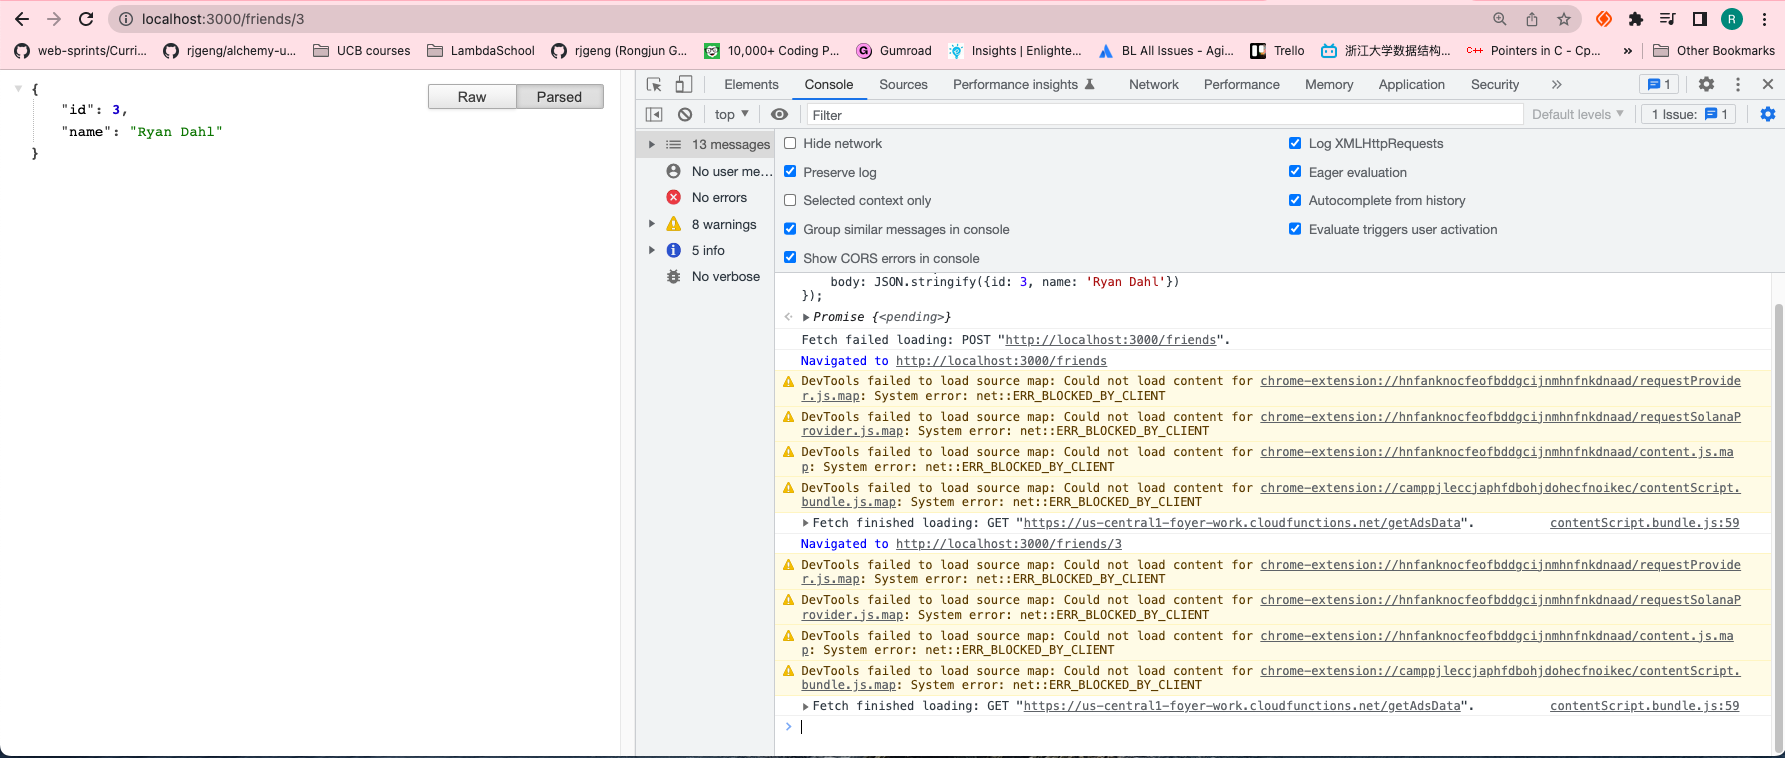 localhost:3000/friends/3
R
web-sprints/Curri...
rjgeng/alchemy-u...
UCB courses
LambdaSchool
rjgeng (Rongjun G...
10,000+ Coding P...
Gumroad
Insights | Enlighte...
BL All Issues - Agi...
Trello
浙江大学数据结构...
Pointers in C - Cp...
»
Other Bookmarks
{
"id": 3,
"name": "Ryan Dahl"
}
Raw
Parsed
Elements
Console
Sources
Performance insights
Network
Performance
Memory
Application
Security
»
1
top
Filter
Default levels
1 Issue: 1
13 messages
No user me...
No errors
8 warnings
5 info
No verbose
Hide network
Log XMLHttpRequests
Preserve log
Eager evaluation
Selected context only
Autocomplete from history
Group similar messages in console
Evaluate triggers user activation
Show CORS errors in console
body: JSON.stringify({id: 3, name: 'Ryan Dahl'})
});
Promise {<pending>}
Fetch failed loading: POST "http://localhost:3000/friends".
Navigated to http://localhost:3000/friends
DevTools failed to load source map: Could not load content for chrome-extension://hnfanknocfeofbddgcijnmhnfnkdnaad/requestProvide
r.js.map: System error: net::ERR_BLOCKED_BY_CLIENT
DevTools failed to load source map: Could not load content for chrome-extension://hnfanknocfeofbddgcijnmhnfnkdnaad/requestSolanaP
rovider.js.map: System error: net::ERR_BLOCKED_BY_CLIENT
DevTools failed to load source map: Could not load content for chrome-extension://hnfanknocfeofbddgcijnmhnfnkdnaad/content.js.ma
p: System error: net::ERR_BLOCKED_BY_CLIENT
DevTools failed to load source map: Could not load content for chrome-extension://camppjleccjaphfdbohjdohecfnoikec/contentScript.
bundle.js.map: System error: net::ERR_BLOCKED_BY_CLIENT
Fetch finished loading: GET "https://us-central1-foyer-work.cloudfunctions.net/getAdsData". contentScript.bundle.js:59
Navigated to http://localhost:3000/friends/3
DevTools failed to load source map: Could not load content for chrome-extension://hnfanknocfeofbddgcijnmhnfnkdnaad/requestProvide
r.js.map: System error: net::ERR_BLOCKED_BY_CLIENT
DevTools failed to load source map: Could not load content for chrome-extension://hnfanknocfeofbddgcijnmhnfnkdnaad/requestSolanaP
rovider.js.map: System error: net::ERR_BLOCKED_BY_CLIENT
DevTools failed to load source map: Could not load content for chrome-extension://hnfanknocfeofbddgcijnmhnfnkdnaad/content.js.ma
p: System error: net::ERR_BLOCKED_BY_CLIENT
DevTools failed to load source map: Could not load content for chrome-extension://camppjleccjaphfdbohjdohecfnoikec/contentScript.
bundle.js.map: System error: net::ERR_BLOCKED_BY_CLIENT
Fetch finished loading: GET "https://us-central1-foyer-work.cloudfunctions.net/getAdsData". contentScript.bundle.js:59